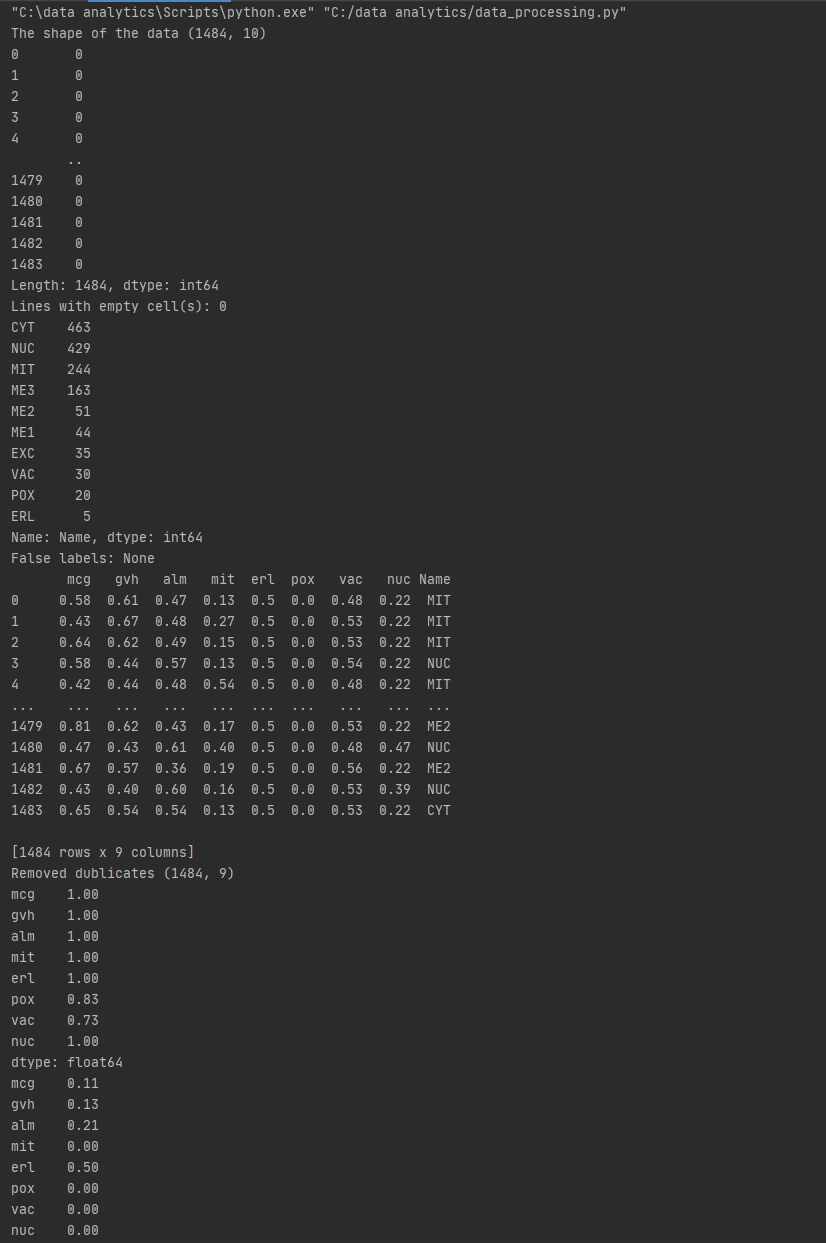 "C:\data analytics\Scripts\python.exe" "C:/data analytics/data_processing.py"
The shape of the data (1484, 10)
0       0
1       0
2       0
3       0
4       0
       ..
1479    0
1480    0
1481    0
1482    0
1483    0
Length: 1484, dtype: int64
Lines with empty cell(s): 0
CYT    463
NUC    429
MIT    244
ME3    163
ME2     51
ME1     44
EXC     35
VAC     30
POX     20
ERL      5
Name: Name, dtype: int64
False labels: None
       mcg   gvh   alm   mit  erl  pox   vac   nuc Name
0     0.58  0.61  0.47  0.13  0.5  0.0  0.48  0.22  MIT
1     0.43  0.67  0.48  0.27  0.5  0.0  0.53  0.22  MIT
2     0.64  0.62  0.49  0.15  0.5  0.0  0.53  0.22  MIT
3     0.58  0.44  0.57  0.13  0.5  0.0  0.54  0.22  NUC
4     0.42  0.44  0.48  0.54  0.5  0.0  0.48  0.22  MIT
...    ...   ...   ...   ...  ...  ...   ...   ...  ...
1479  0.81  0.62  0.43  0.17  0.5  0.0  0.53  0.22  ME2
1480  0.47  0.43  0.61  0.40  0.5  0.0  0.48  0.47  NUC
1481  0.67  0.57  0.36  0.19  0.5  0.0  0.56  0.22  ME2
1482  0.43  0.40  0.60  0.16  0.5  0.0  0.53  0.39  NUC
1483  0.65  0.54  0.54  0.13  0.5  0.0  0.53  0.22  CYT
[1484 rows x 9 columns]
Removed dublicates (1484, 9)
mcg    1.00
gvh    1.00
alm    1.00
mit    1.00
erl    1.00
pox    0.83
vac    0.73
nuc    1.00
dtype: float64
mcg    0.11
gvh    0.13
alm    0.21
mit    0.00
erl    0.50
pox    0.00
vac    0.00
nuc    0.00